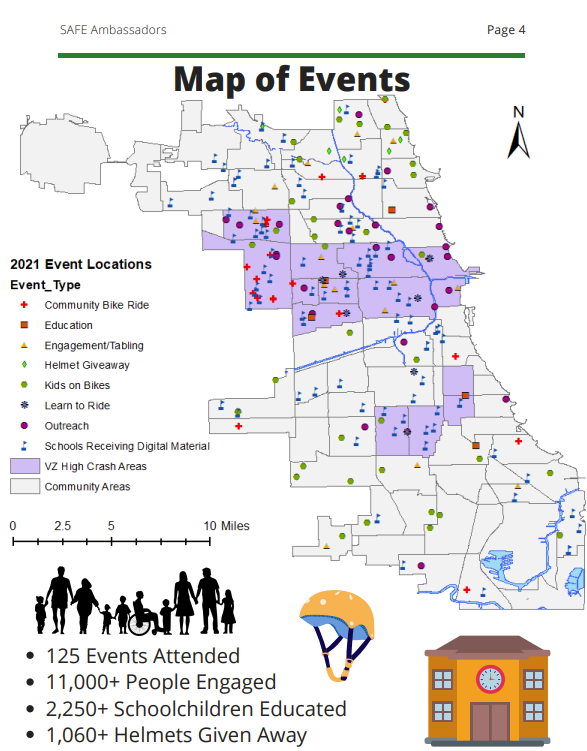 SAFE Ambassadors
Page 4
Map of Events
N
2021 Event Locations
Event_Type
Community Bike Ride
Education
Engagement/Tabling
Helmet Giveaway
Kids on Bikes
Learn to Ride
Outreach
Schools Receiving Digital Material
VZ High Crash Areas
Community Areas
0 2.5 5 10 Miles
• 125 Events Attended
• 11,000+ People Engaged
• 2,250+ Schoolchildren Educated
• 1,060+ Helmets Given Away